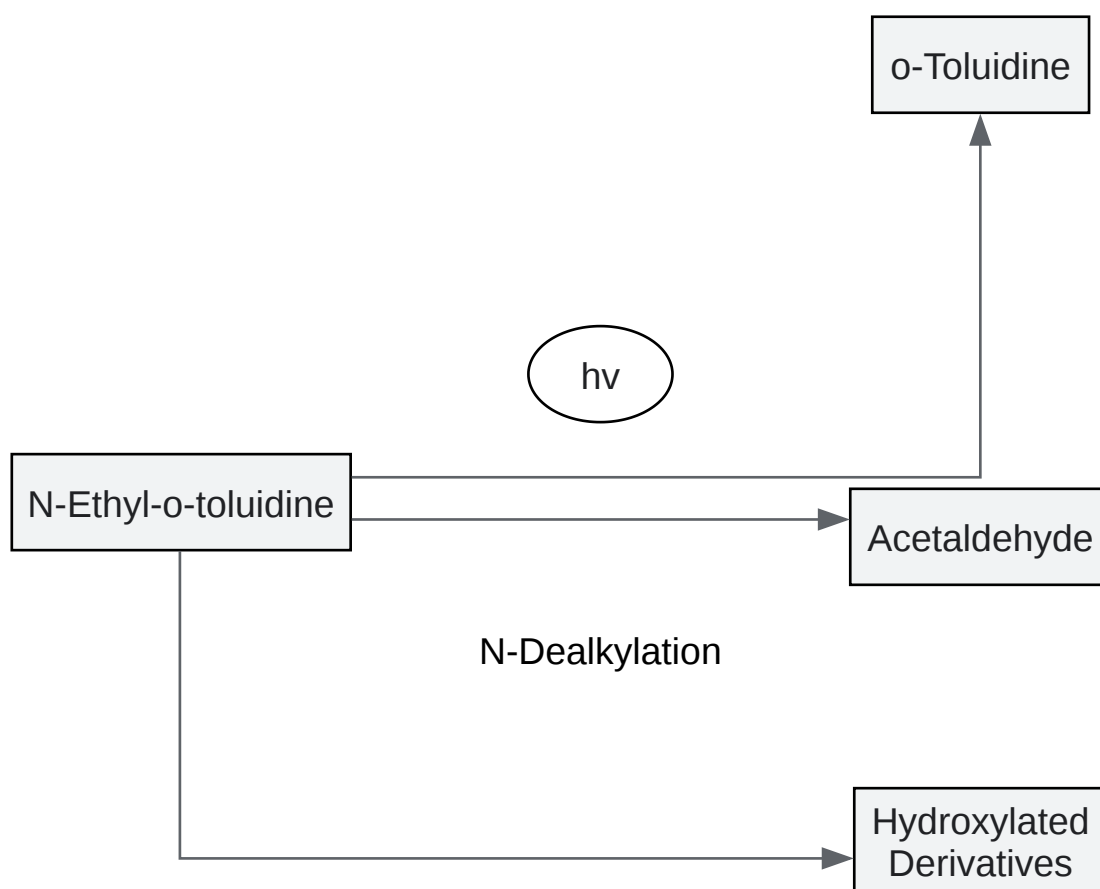 o-Toluidine
hv
N-Ethyl-o-toluidine
Acetaldehyde
N-Dealkylation
Hydroxylated
Derivatives